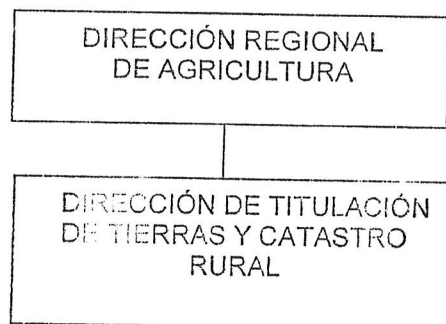 DIRECCIÓN REGIONAL
DE AGRICULTURA
DIRECCIÓN DE TITULACIÓN
DE TIERRAS Y CATASTRO
RURAL